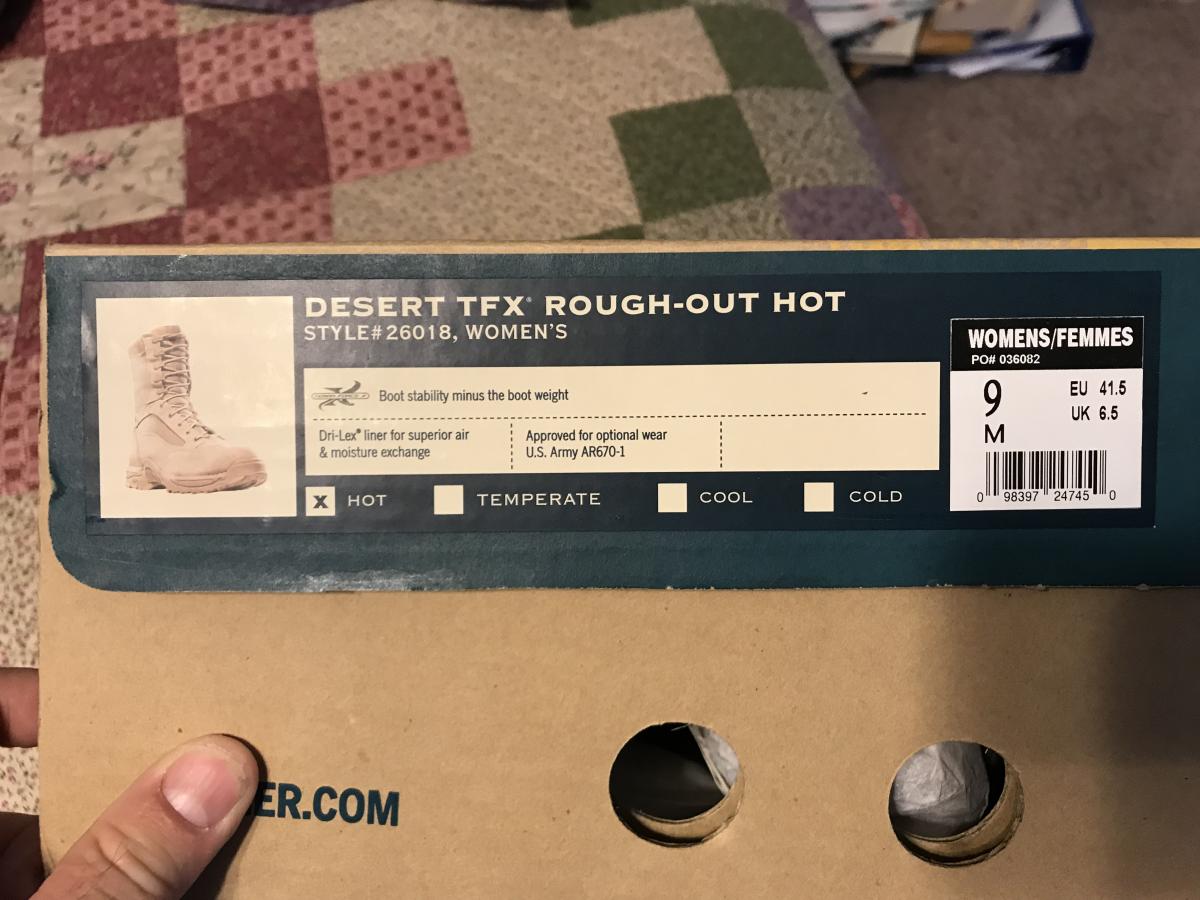 DESERT TFX® ROUGH-OUT HOT
STYLE#26018, WOMEN'S
Boot stability minus the boot weight
Dri-Lex® liner for superior air
& moisture exchange
Approved for optional wear
U.S. Army AR670-1
X HOT
TEMPERATE
COOL
COLD
WOMENS/FEMMES
PO# 036082
9
M
EU 41.5
UK 6.5
0 98397 24745 0
ER.COM